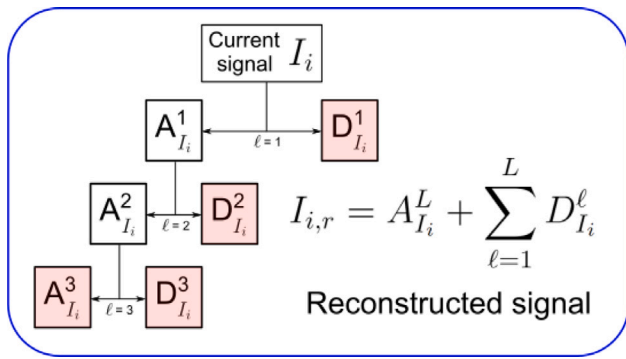 Current
signal I_i
A^1_{I_i} ℓ=1 D^1_{I_i}
A^2_{I_i} ℓ=2 D^2_{I_i}
I_{i,r} = A^L_{I_i} + \sum_{ℓ=1}^{L} D^ℓ_{I_i}
A^3_{I_i} ℓ=3 D^3_{I_i}
Reconstructed signal